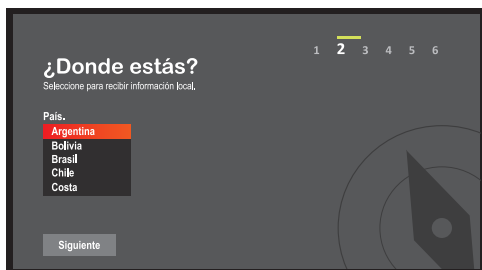 1 2 3 4 5 6
¿Donde estás?
Seleccione para recibir información local.
País.
Argentina
Bolivia
Brasil
Chile
Costa
Siguiente